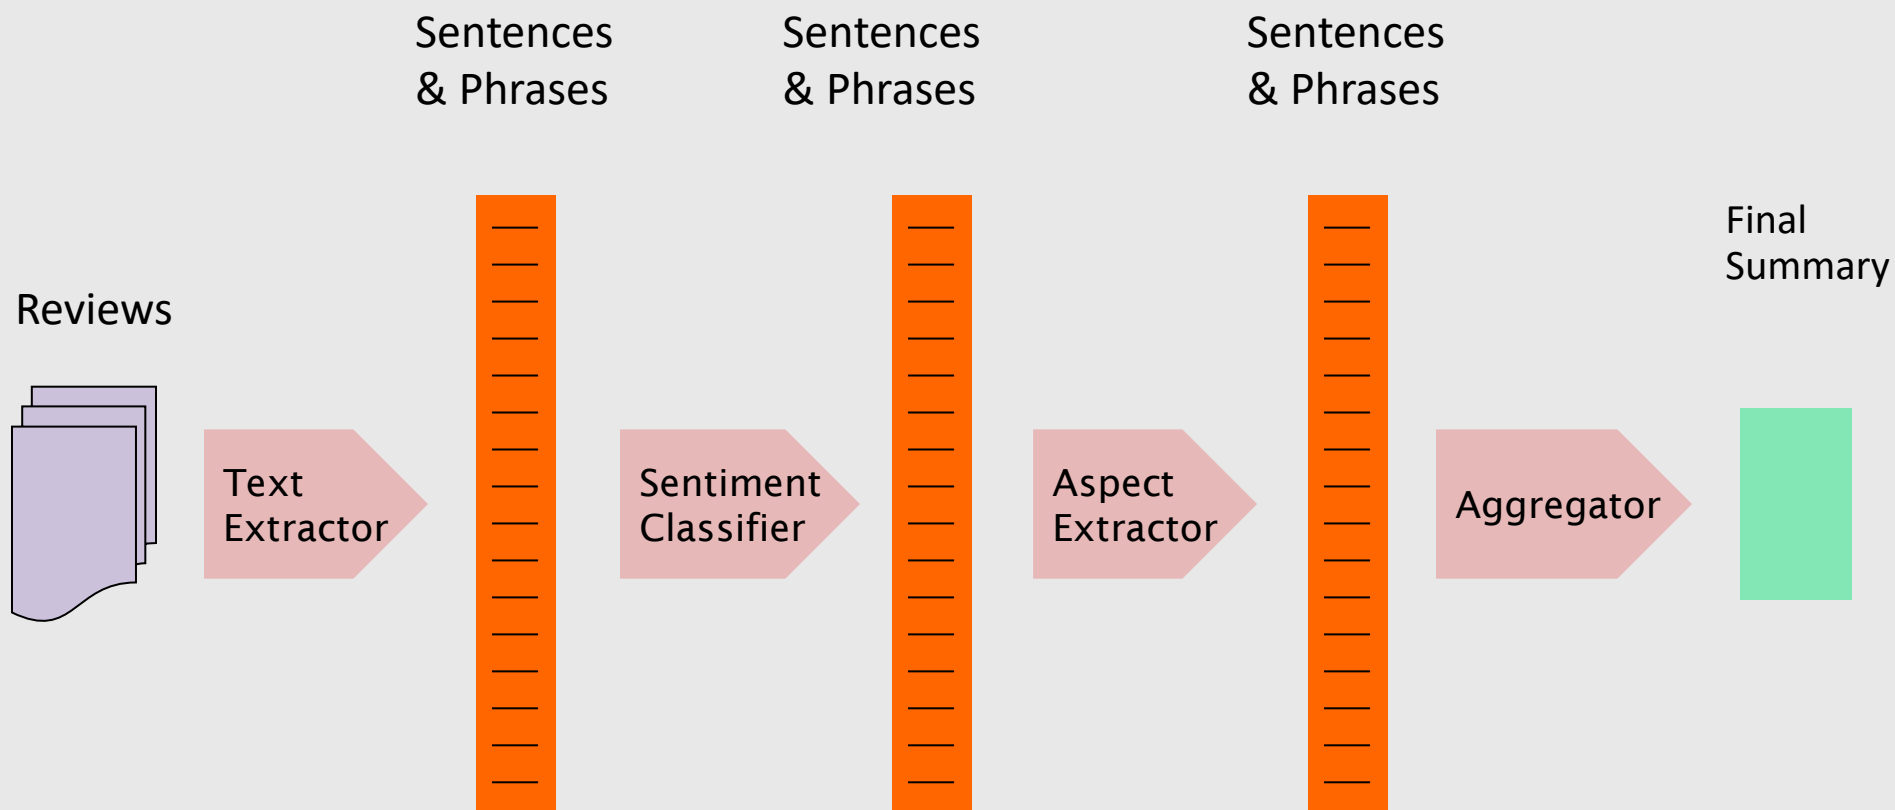 Sentences
& Phrases
Sentences
& Phrases
Sentences
& Phrases
Final
Summary
Reviews
Text
Extractor
Sentiment
Classifier
Aspect
Extractor
Aggregator